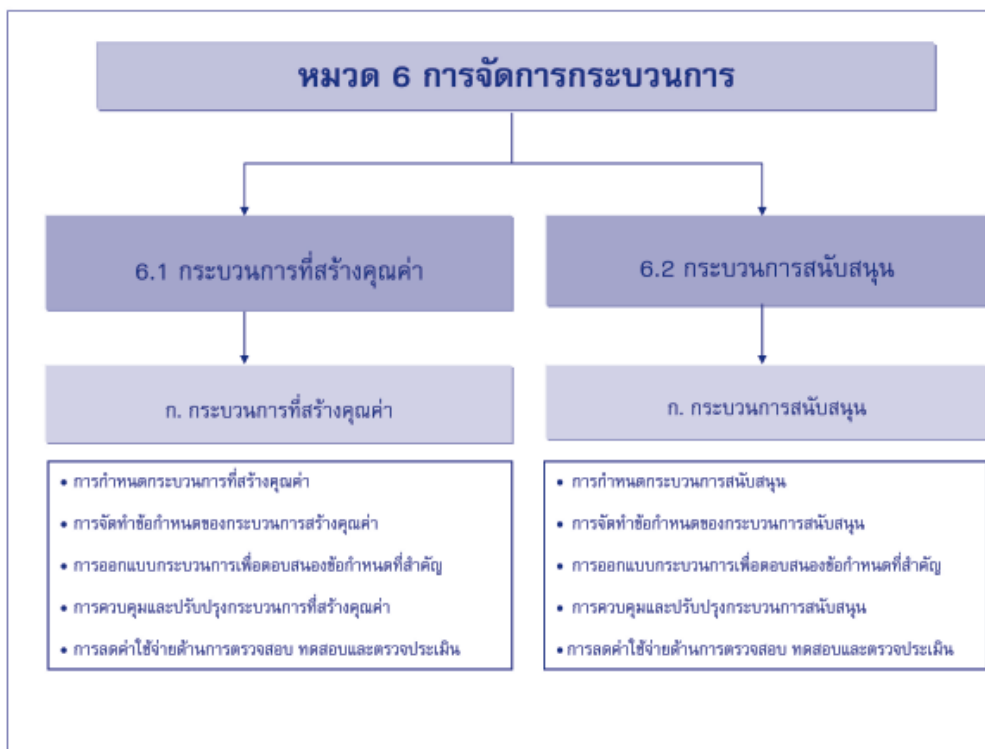 หมวด 6 การจัดการกระบวนการ
6.1 กระบวนการที่สร้างคุณค่า
6.2 กระบวนการสนับสนุน
ก. กระบวนการที่สร้างคุณค่า
ก. กระบวนการสนับสนุน
• การกำหนดกระบวนการที่สร้างคุณค่า
• การจัดทำข้อกำหนดของกระบวนการสร้างคุณค่า
• การออกแบบกระบวนการเพื่อตอบสนองข้อกำหนดที่สำคัญ
• การควบคุมและปรับปรุงกระบวนการที่สร้างคุณค่า
• การลดค่าใช้จ่ายด้านการตรวจสอบ ทดสอบและตรวจประเมิน
• การกำหนดกระบวนการสนับสนุน
• การจัดทำข้อกำหนดของกระบวนการสนับสนุน
• การออกแบบกระบวนการเพื่อตอบสนองข้อกำหนดที่สำคัญ
• การควบคุมและปรับปรุงกระบวนการสนับสนุน
• การลดค่าใช้จ่ายด้านการตรวจสอบ ทดสอบและตรวจประเมิน